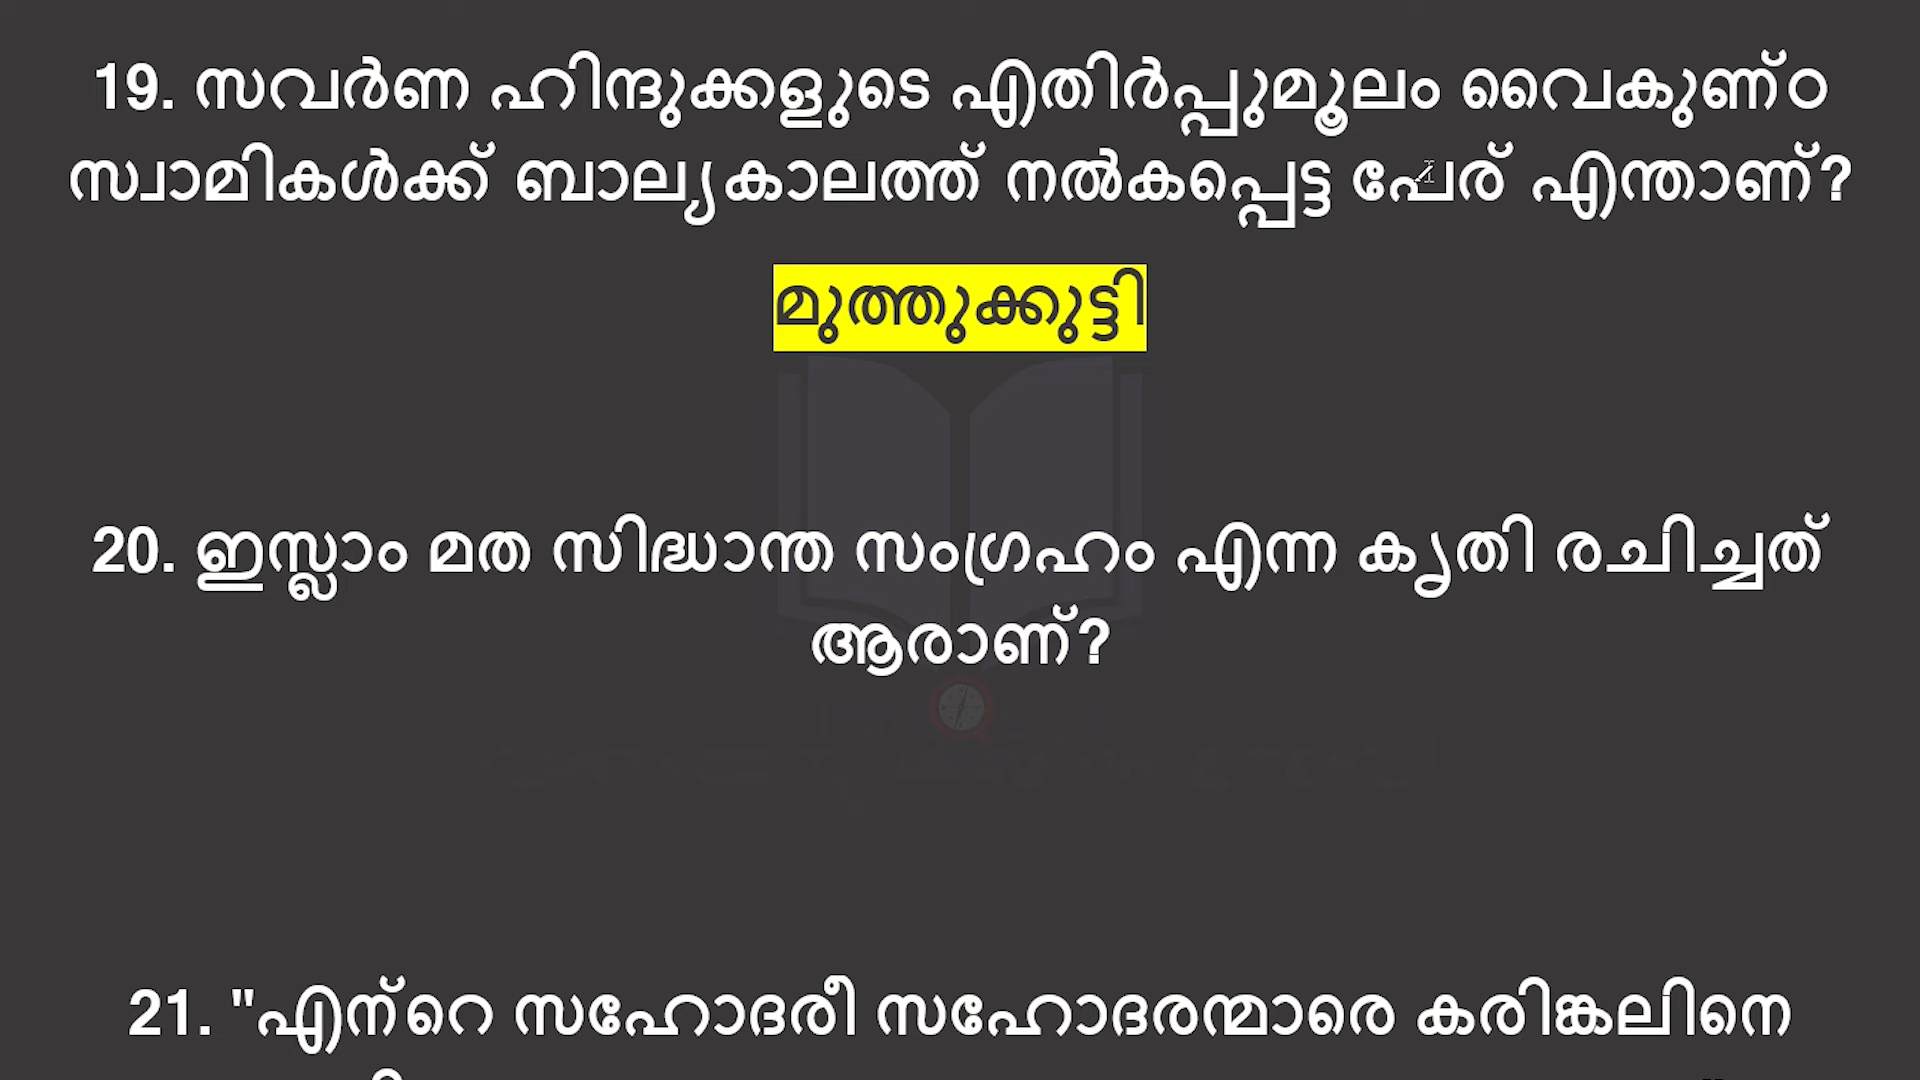 19. സവർണ ഹിന്ദുക്കളുടെ എതിർപ്പുമൂലം വൈകുണ്ഠ
സ്വാമികൾക്ക് ബാല്യകാലത്ത് നൽകപ്പെട്ട പേര് എന്താണ്?
മുത്തുക്കുട്ടി
20. ഇസ്ലാം മത സിദ്ധാന്ത സംഗ്രഹം എന്ന കൃതി രചിച്ചത്
ആരാണ്?
21. "എന്റെ സഹോദരീ സഹോദരന്മാരെ കരിങ്കലിനെ